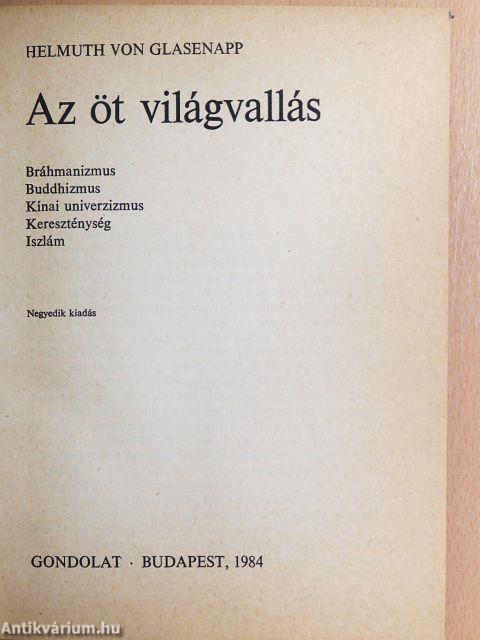 HELMUTH VON GLASENAPP
Az öt világvallás
Bráhmanizmus
Buddhizmus
Kínai univerzizmus
Kereszténység
Iszlám
Negyedik kiadás
GONDOLAT · BUDAPEST, 1984
Antikvárium.hu